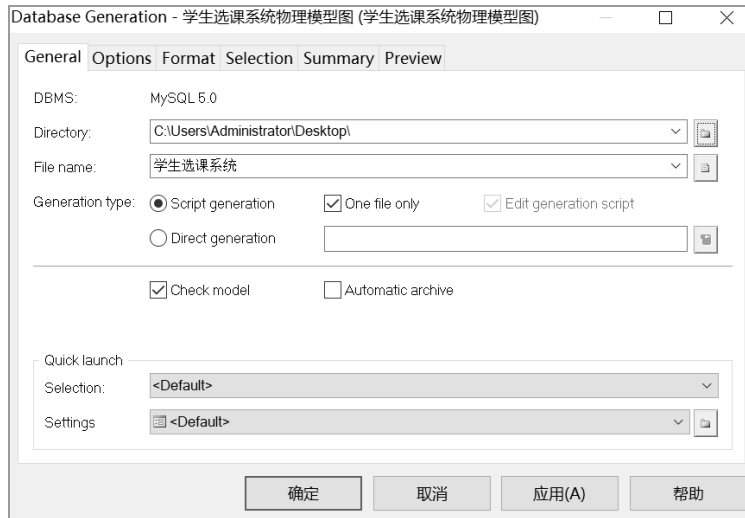 Database Generation - 学生选课系统物理模型图 (学生选课系统物理模型图)
General Options Format Selection Summary Preview
DBMS: MySQL 5.0
Directory: C:\Users\Administrator\Desktop\
File name: 学生选课系统
Generation type: Script generation One file only Edit generation script
Direct generation
Check model Automatic archive
Quick launch
Selection: <Default>
Settings <Default>
确定 取消 应用(A) 帮助